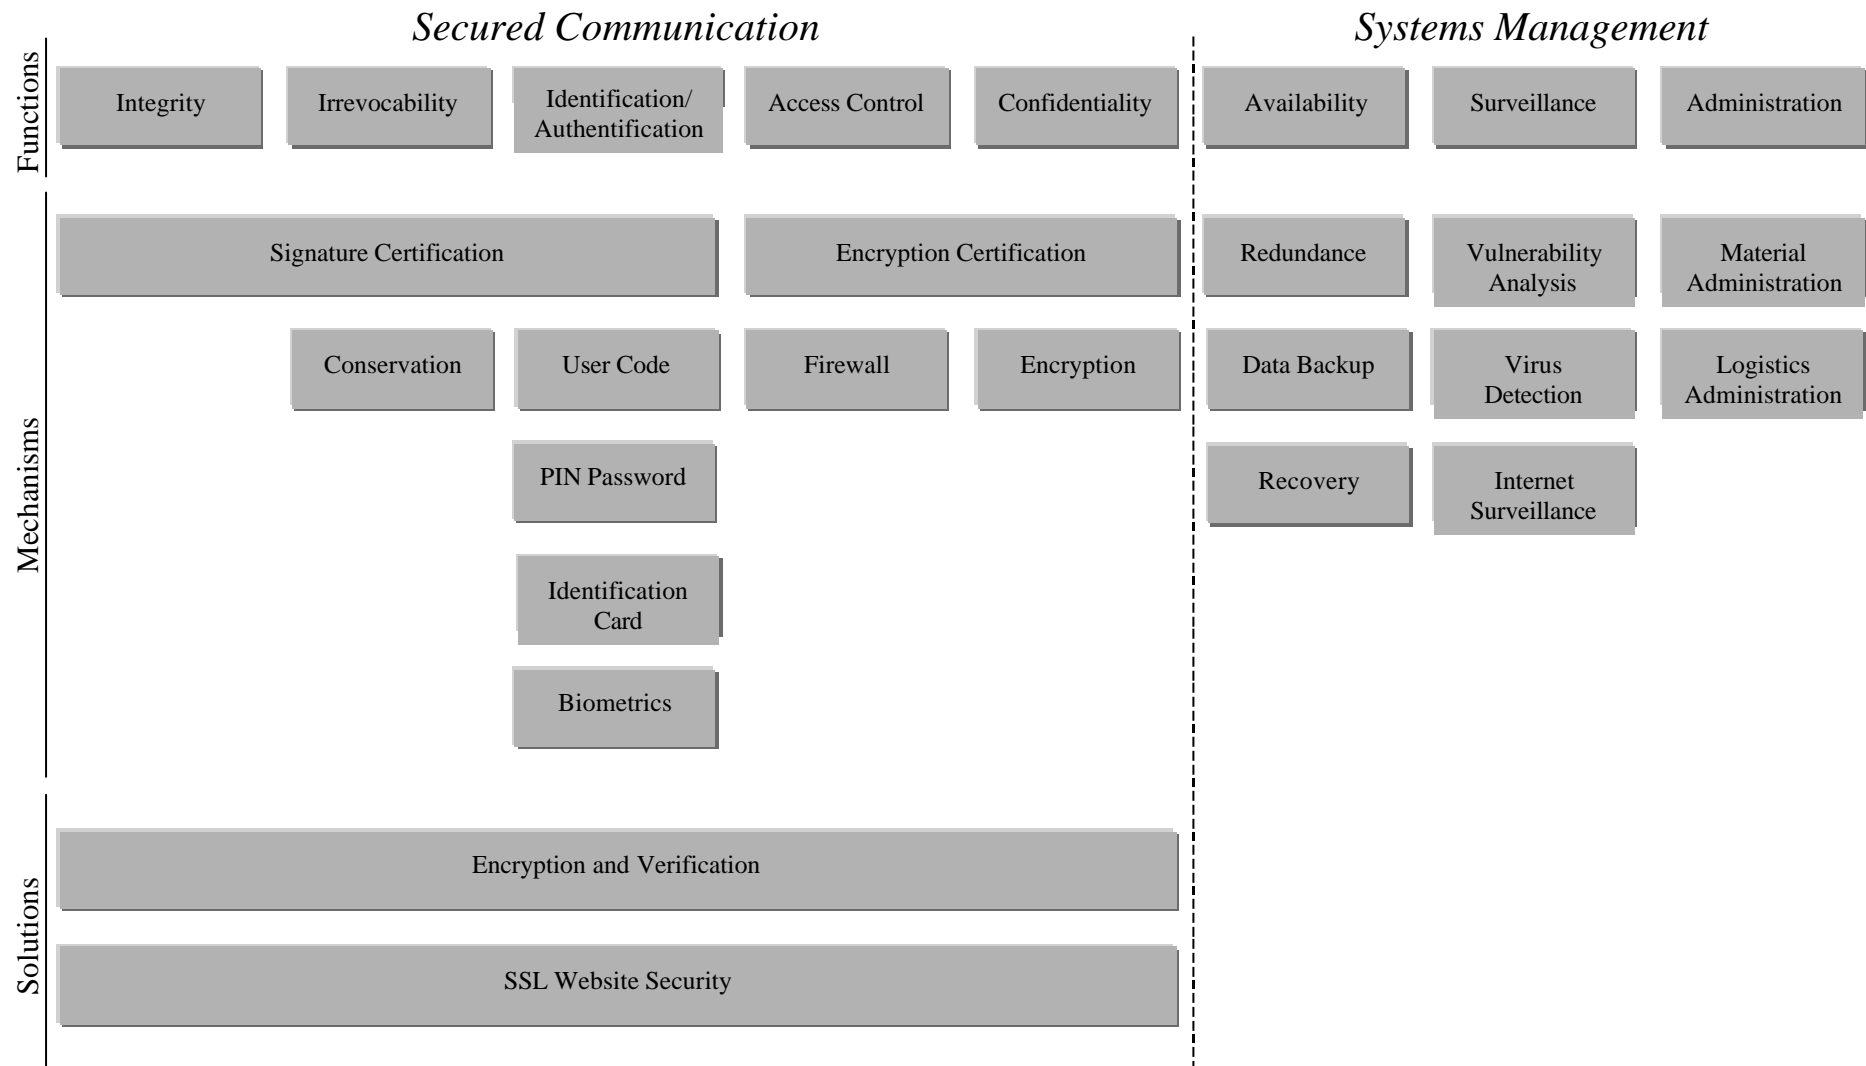 Secured Communication
Systems Management
Functions
Integrity
Irrevocability
Identification/
Authentification
Access Control
Confidentiality
Availability
Surveillance
Administration
Mechanisms
Signature Certification
Encryption Certification
Redundance
Vulnerability
Analysis
Material
Administration
Conservation
User Code
Firewall
Encryption
Data Backup
Virus
Detection
Logistics
Administration
PIN Password
Recovery
Internet
Surveillance
Identification
Card
Biometrics
Solutions
Encryption and Verification
SSL Website Security